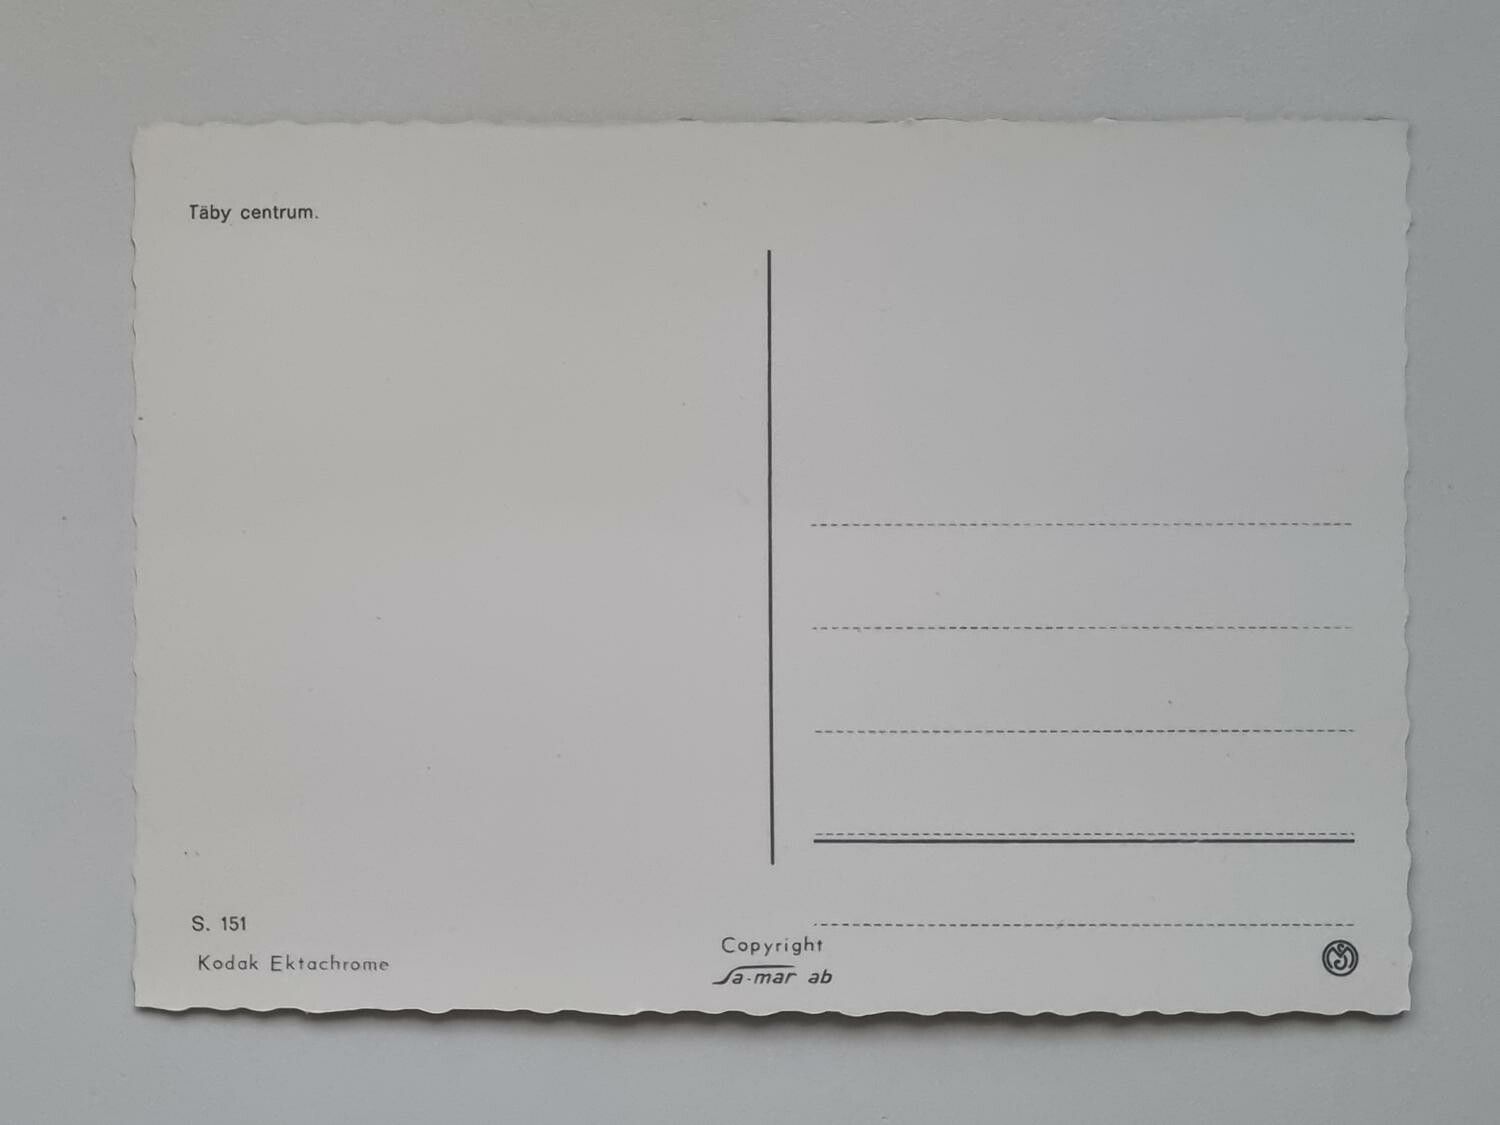 Täby centrum.
S. 151
Kodak Ektachrome
Copyright
Sa-mar ab